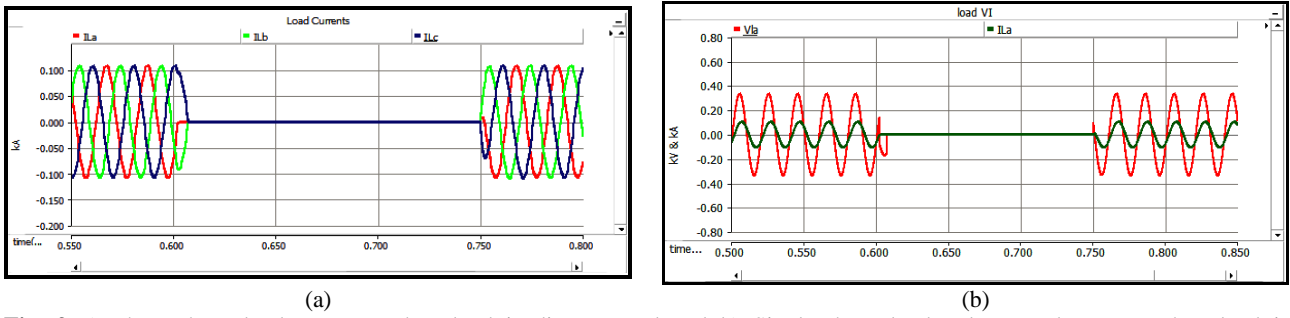 Load Currents
ILa ILb ILc
0.100
0.050
0.000
-0.050
-0.100
-0.150
-0.200
kA
time(... 0.550 0.600 0.650 0.700 0.750 0.800
(a)
load VI
Vla ILa
0.80
0.60
0.40
0.20
0.00
-0.20
-0.40
-0.60
-0.80
kV & kA
time... 0.500 0.550 0.600 0.650 0.700 0.750 0.800 0.850
(b)